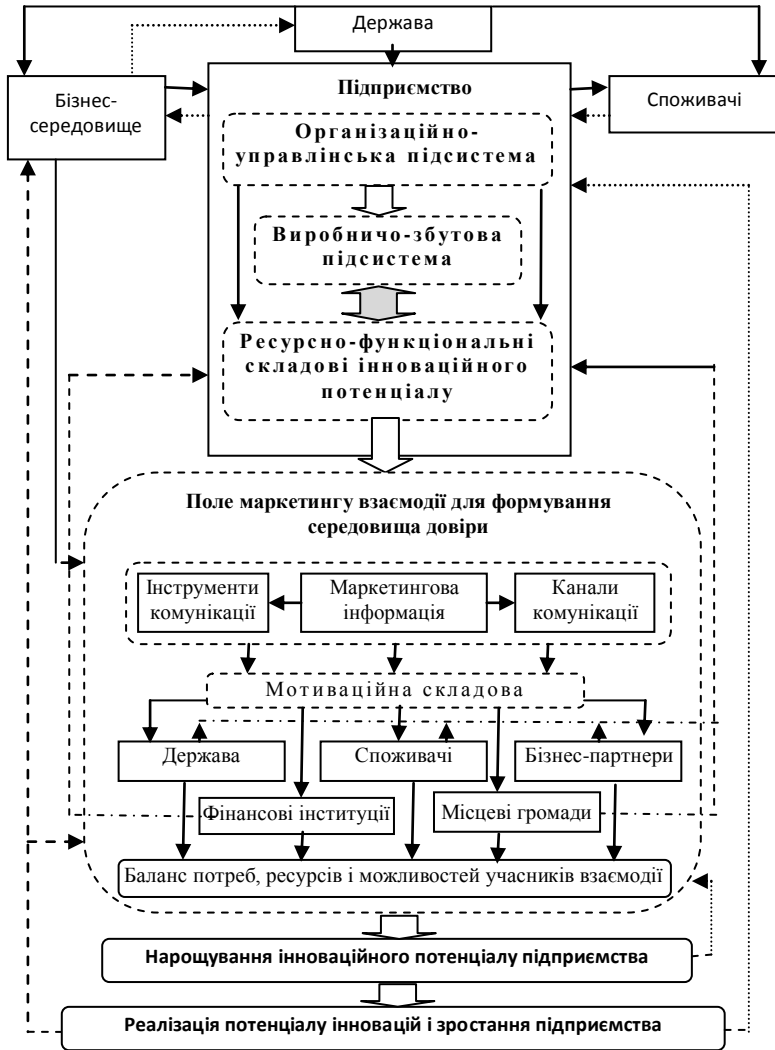 Держава
Бізнес-
середовище
Підприємство
Споживачі
Організаційно-
управлінська підсистема
Виробничо-збутова
підсистема
Ресурсно-функціональні
складові інноваційного
потенціалу
Поле маркетингу взаємодії для формування
середовища довіри
Інструменти
комунікації
Маркетингова
інформація
Канали
комунікації
Мотиваційна складова
Держава
Споживачі
Бізнес-партнери
Фінансові інституції
Місцеві громади
Баланс потреб, ресурсів і можливостей учасників взаємодії
Нарощування інноваційного потенціалу підприємства
Реалізація потенціалу інновацій і зростання підприємства